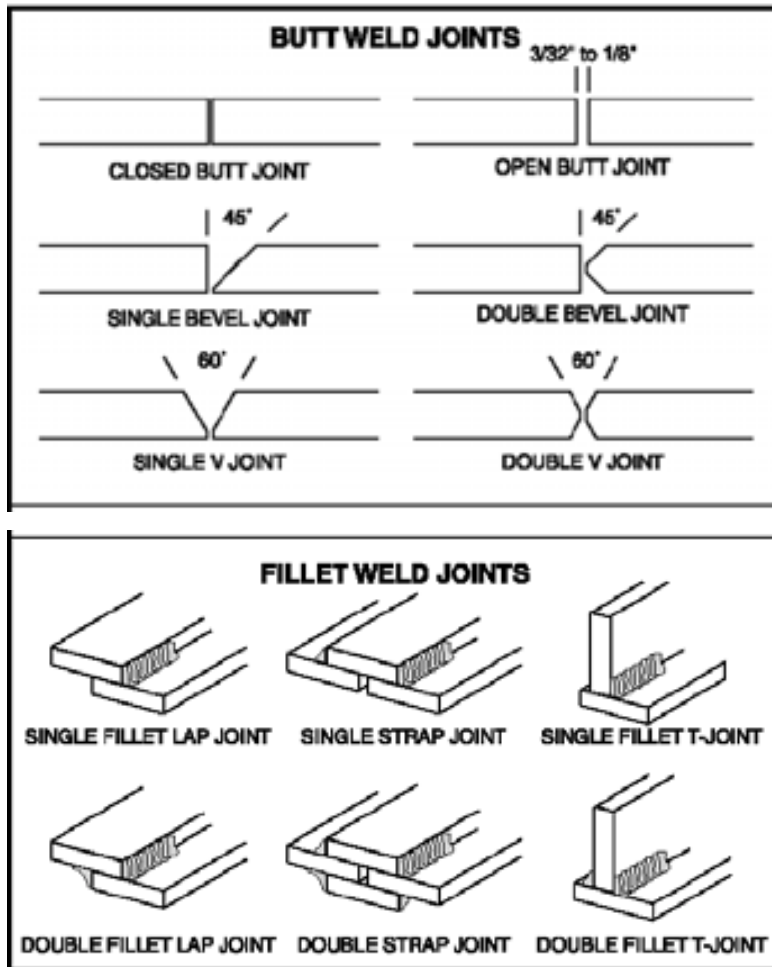 BUTT WELD JOINTS
3/32" to 1/8"
CLOSED BUTT JOINT
OPEN BUTT JOINT
45°
45°
SINGLE BEVEL JOINT
DOUBLE BEVEL JOINT
60°
60°
SINGLE V JOINT
DOUBLE V JOINT
FILLET WELD JOINTS
SINGLE FILLET LAP JOINT
SINGLE STRAP JOINT
SINGLE FILLET T-JOINT
DOUBLE FILLET LAP JOINT
DOUBLE STRAP JOINT
DOUBLE FILLET T-JOINT